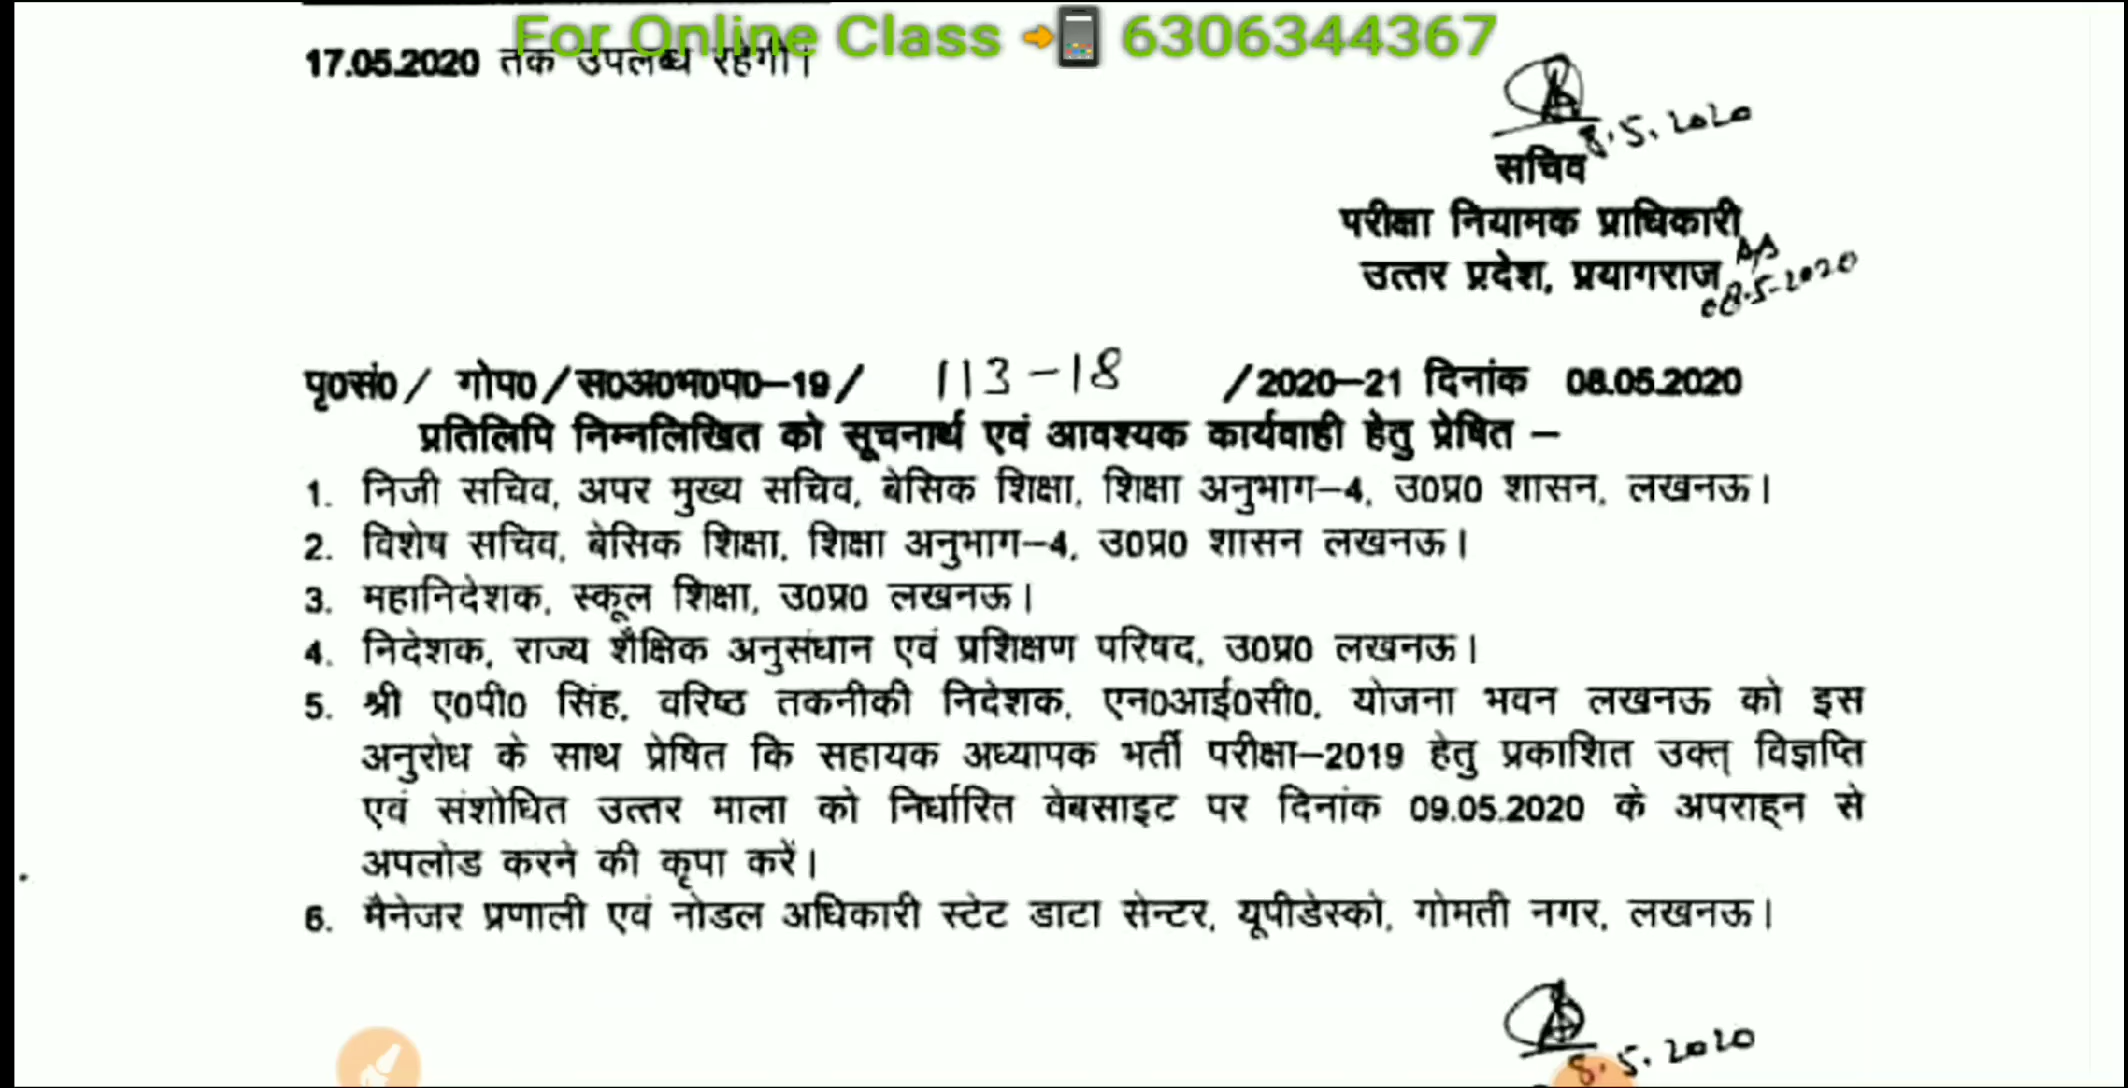 For Online Class 6306344367
17.05.2020 तक उपलब्ध रहेगी।
8.5.2020
सचिव
परीक्षा नियामक प्राधिकारी
उत्तर प्रदेश, प्रयागराज
08.5-2020
पृ0सं0/ गोप0/स0अ0भ0प0-19/ 113-18 /2020-21 दिनांक 08.05.2020
प्रतिलिपि निम्नलिखित को सूचनार्थ एवं आवश्यक कार्यवाही हेतु प्रेषित –
1. निजी सचिव, अपर मुख्य सचिव, बेसिक शिक्षा, शिक्षा अनुभाग-4, उ0प्र0 शासन, लखनऊ।
2. विशेष सचिव, बेसिक शिक्षा, शिक्षा अनुभाग-4, उ0प्र0 शासन लखनऊ।
3. महानिदेशक, स्कूल शिक्षा, उ0प्र0 लखनऊ।
4. निदेशक, राज्य शैक्षिक अनुसंधान एवं प्रशिक्षण परिषद, उ0प्र0 लखनऊ।
5. श्री ए0पी0 सिंह, वरिष्ठ तकनीकी निदेशक, एन0आई0सी0, योजना भवन लखनऊ को इस
अनुरोध के साथ प्रेषित कि सहायक अध्यापक भर्ती परीक्षा-2019 हेतु प्रकाशित उक्त् विज्ञप्ति
एवं संशोधित उत्तर माला को निर्धारित वेबसाइट पर दिनांक 09.05.2020 के अपराह्न से
अपलोड करने की कृपा करें।
6. मैनेजर प्रणाली एवं नोडल अधिकारी स्टेट डाटा सेन्टर, यूपीडेस्को, गोमती नगर, लखनऊ।
8.5.2020